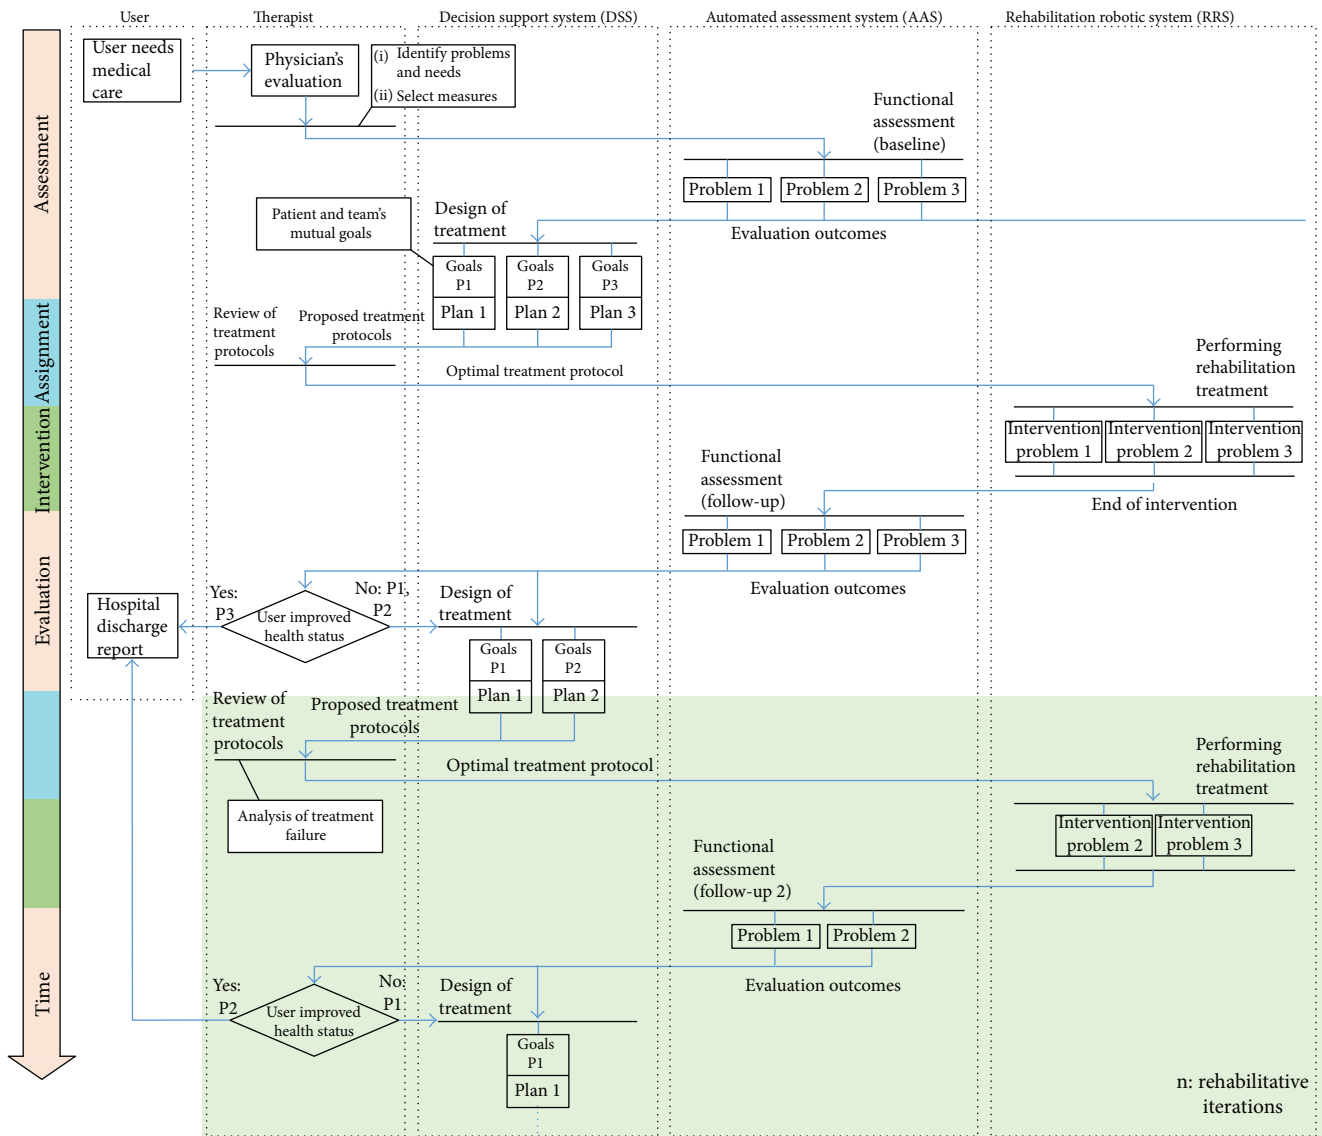 User
Therapist
Decision support system (DSS)
Automated assessment system (AAS)
Rehabilitation robotic system (RRS)
User needs
medical
care
Physician's
evaluation
(i) Identify problems
and needs
(ii) Select measures
Functional
assessment
(baseline)
Problem 1
Problem 2
Problem 3
Evaluation outcomes
Assessment
Patient and team's
mutual goals
Design of
treatment
Goals
P1
Plan 1
Goals
P2
Plan 2
Goals
P3
Plan 3
Review of
treatment
protocols
Proposed treatment
protocols
Assignment
Optimal treatment protocol
Performing
rehabilitation
treatment
Intervention
problem 1
Intervention
problem 2
Intervention
problem 3
Intervention
End of intervention
Functional
assessment
(follow-up)
Problem 1
Problem 2
Problem 3
Evaluation outcomes
Evaluation
Hospital
discharge
report
Yes:
P3
User improved
health status
No: P1,
P2
Design of
treatment
Goals
P1
Plan 1
Goals
P2
Plan 2
Review of
treatment
protocols
Proposed treatment
protocols
Optimal treatment protocol
Analysis of treatment
failure
Performing
rehabilitation
treatment
Intervention
problem 2
Intervention
problem 3
Functional
assessment
(follow-up 2)
Problem 1
Problem 2
Evaluation outcomes
Time
Yes:
P2
User improved
health status
No:
P1
Design of
treatment
Goals
P1
Plan 1
n: rehabilitative
iterations